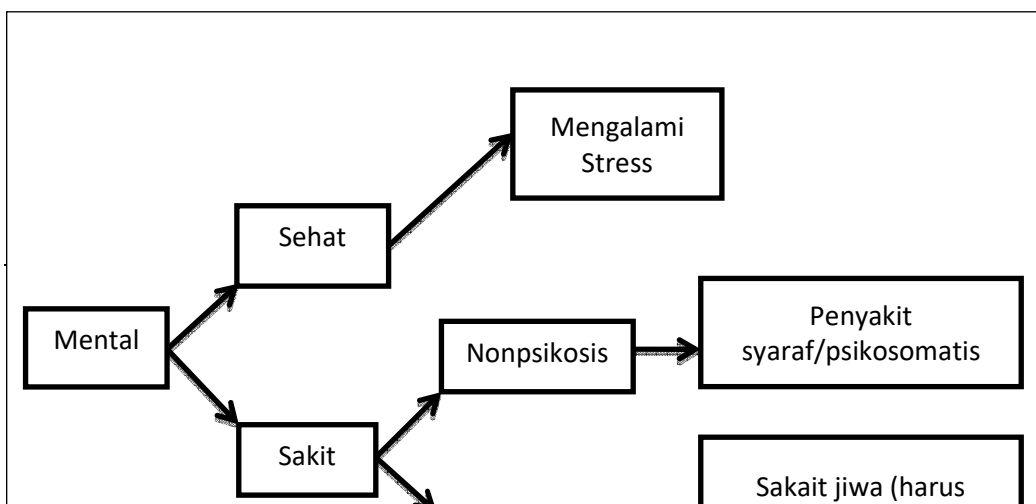 Mengalami
Stress
Sehat
Mental
Nonpsikosis
Penyakit
syaraf/psikosomatis
Sakit
Sakait jiwa (harus